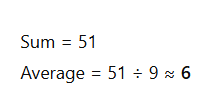 Sum = 51
Average = 51 ÷ 9 ≈ 6